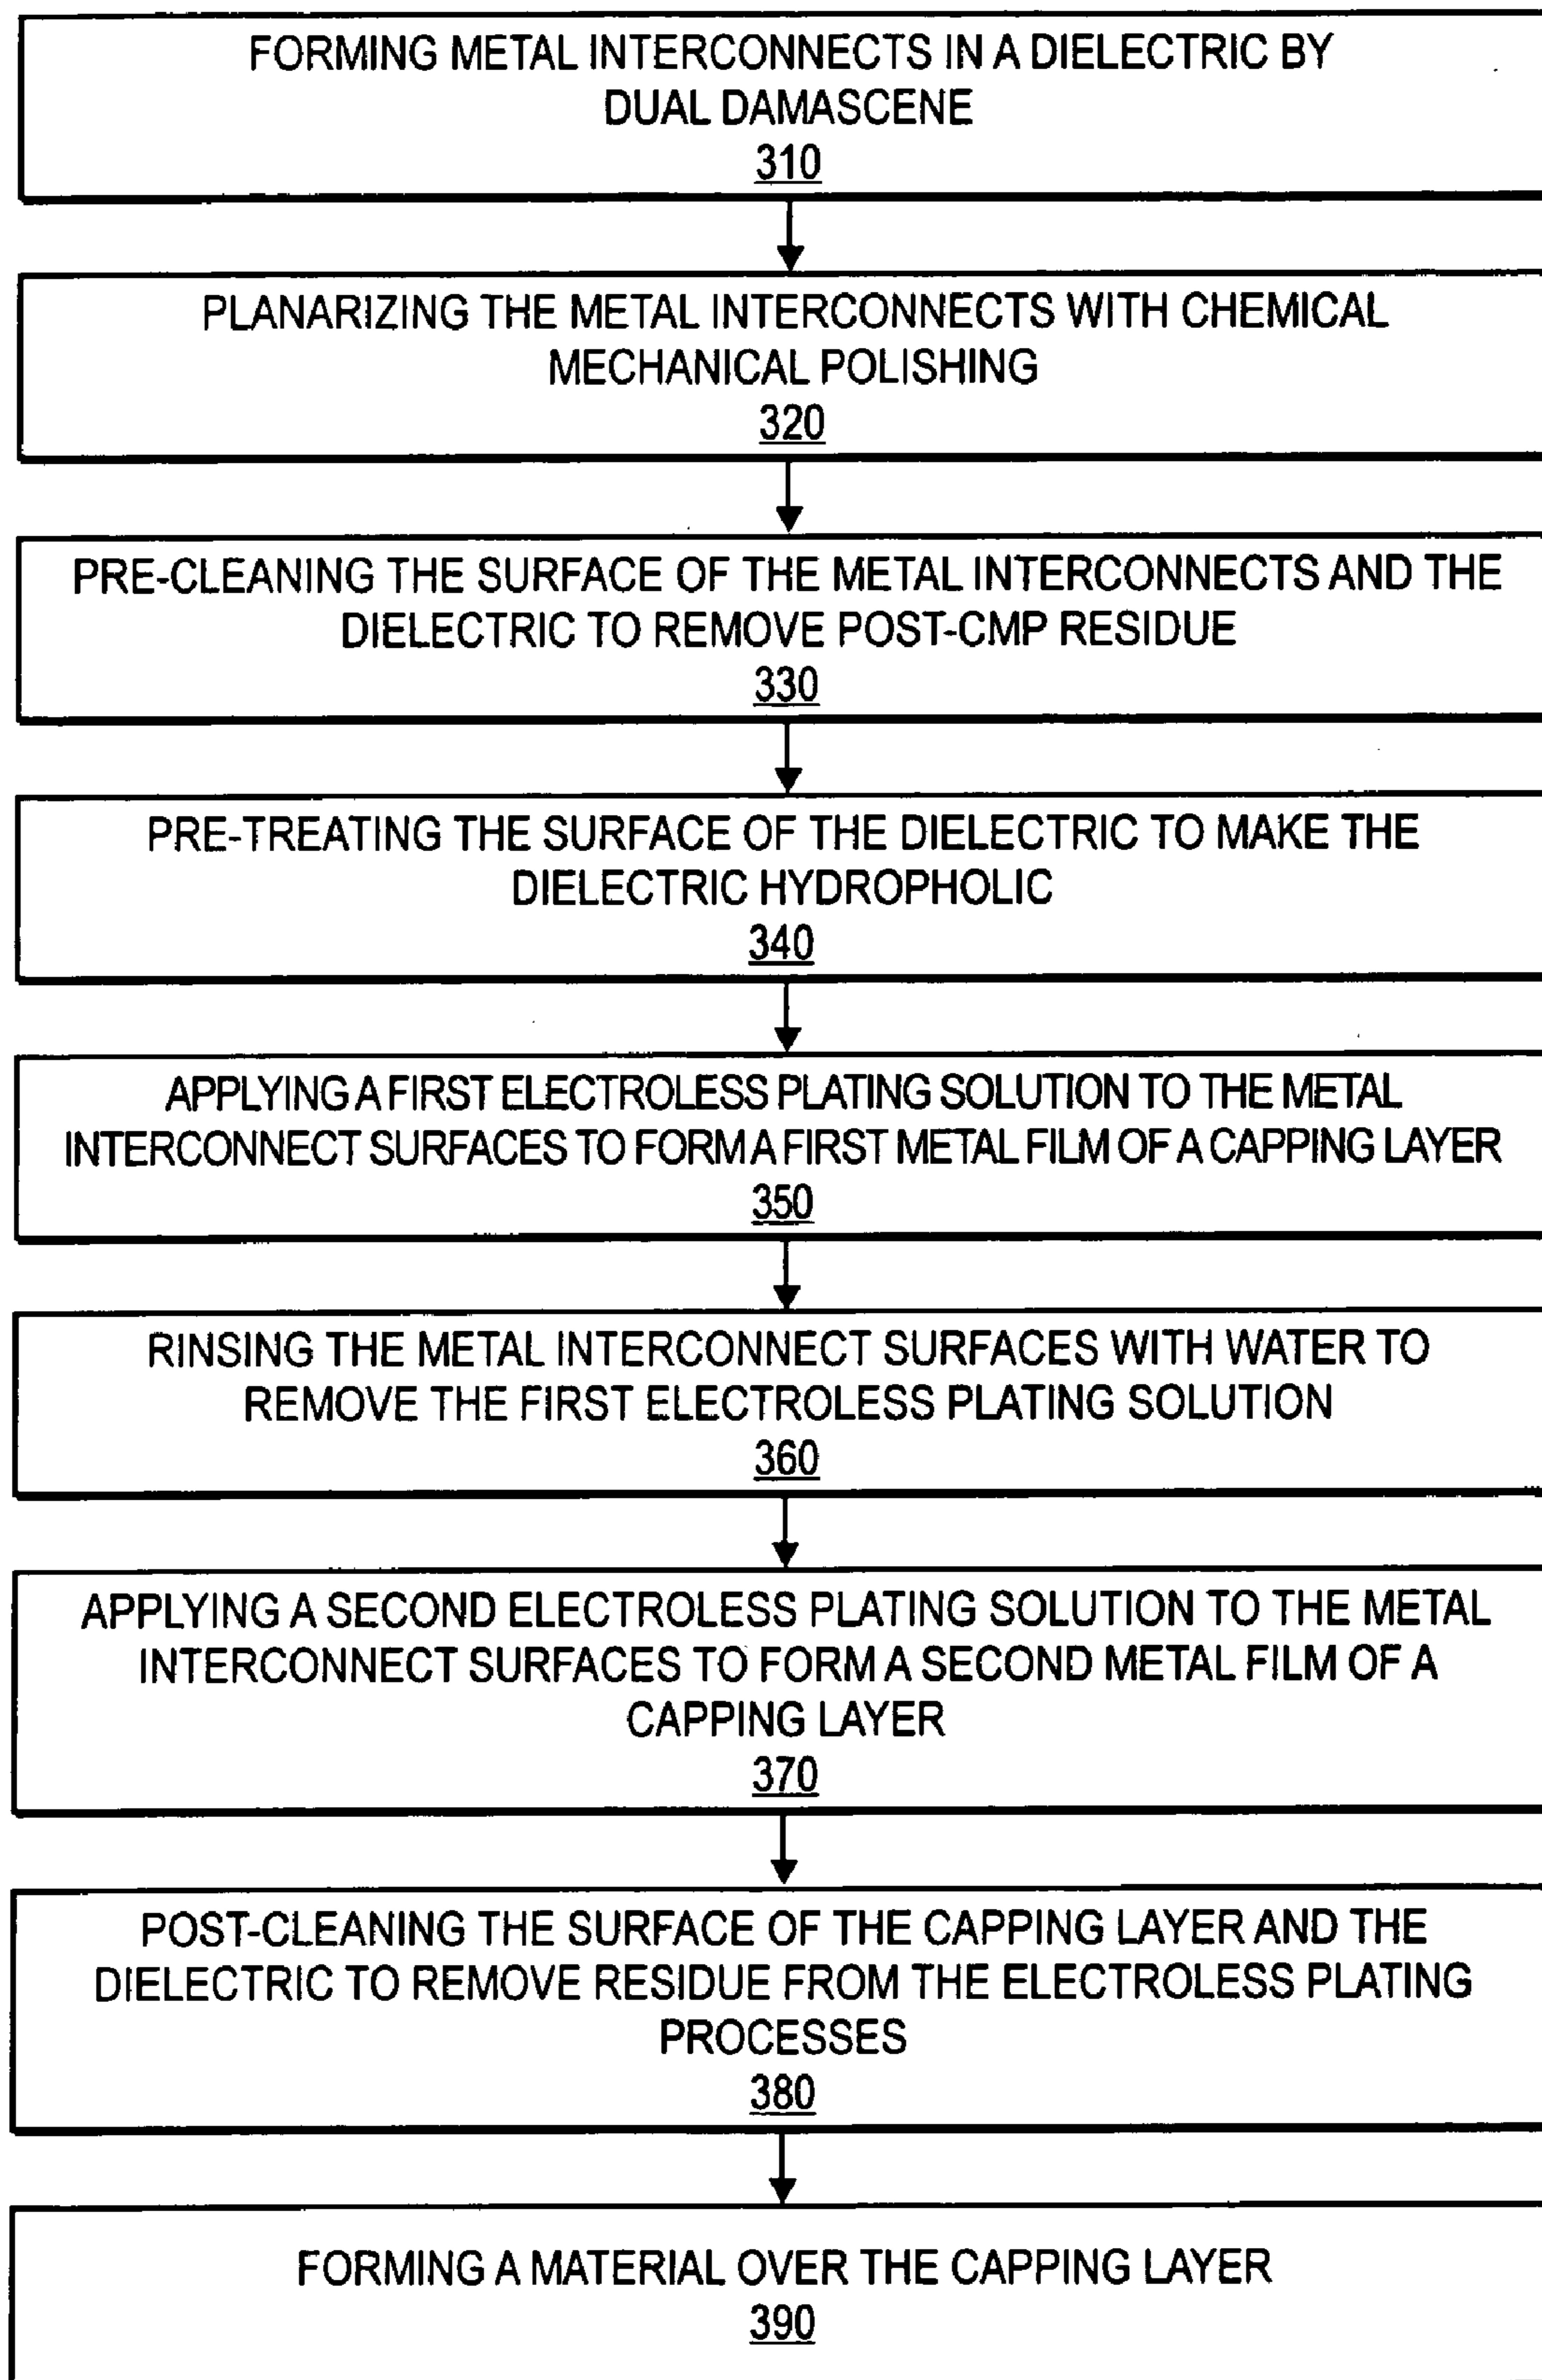 FORMING METAL INTERCONNECTS IN A DIELECTRIC BY
DUAL DAMASCENE
310
PLANARIZING THE METAL INTERCONNECTS WITH CHEMICAL
MECHANICAL POLISHING
320
PRE-CLEANING THE SURFACE OF THE METAL INTERCONNECTS AND THE
DIELECTRIC TO REMOVE POST-CMP RESIDUE
330
PRE-TREATING THE SURFACE OF THE DIELECTRIC TO MAKE THE
DIELECTRIC HYDROPHOLIC
340
APPLYING A FIRST ELECTROLESS PLATING SOLUTION TO THE METAL
INTERCONNECT SURFACES TO FORM A FIRST METAL FILM OF A CAPPING LAYER
350
RINSING THE METAL INTERCONNECT SURFACES WITH WATER TO
REMOVE THE FIRST ELECTROLESS PLATING SOLUTION
360
APPLYING A SECOND ELECTROLESS PLATING SOLUTION TO THE METAL
INTERCONNECT SURFACES TO FORM A SECOND METAL FILM OF A
CAPPING LAYER
370
POST-CLEANING THE SURFACE OF THE CAPPING LAYER AND THE
DIELECTRIC TO REMOVE RESIDUE FROM THE ELECTROLESS PLATING
PROCESSES
380
FORMING A MATERIAL OVER THE CAPPING LAYER
390